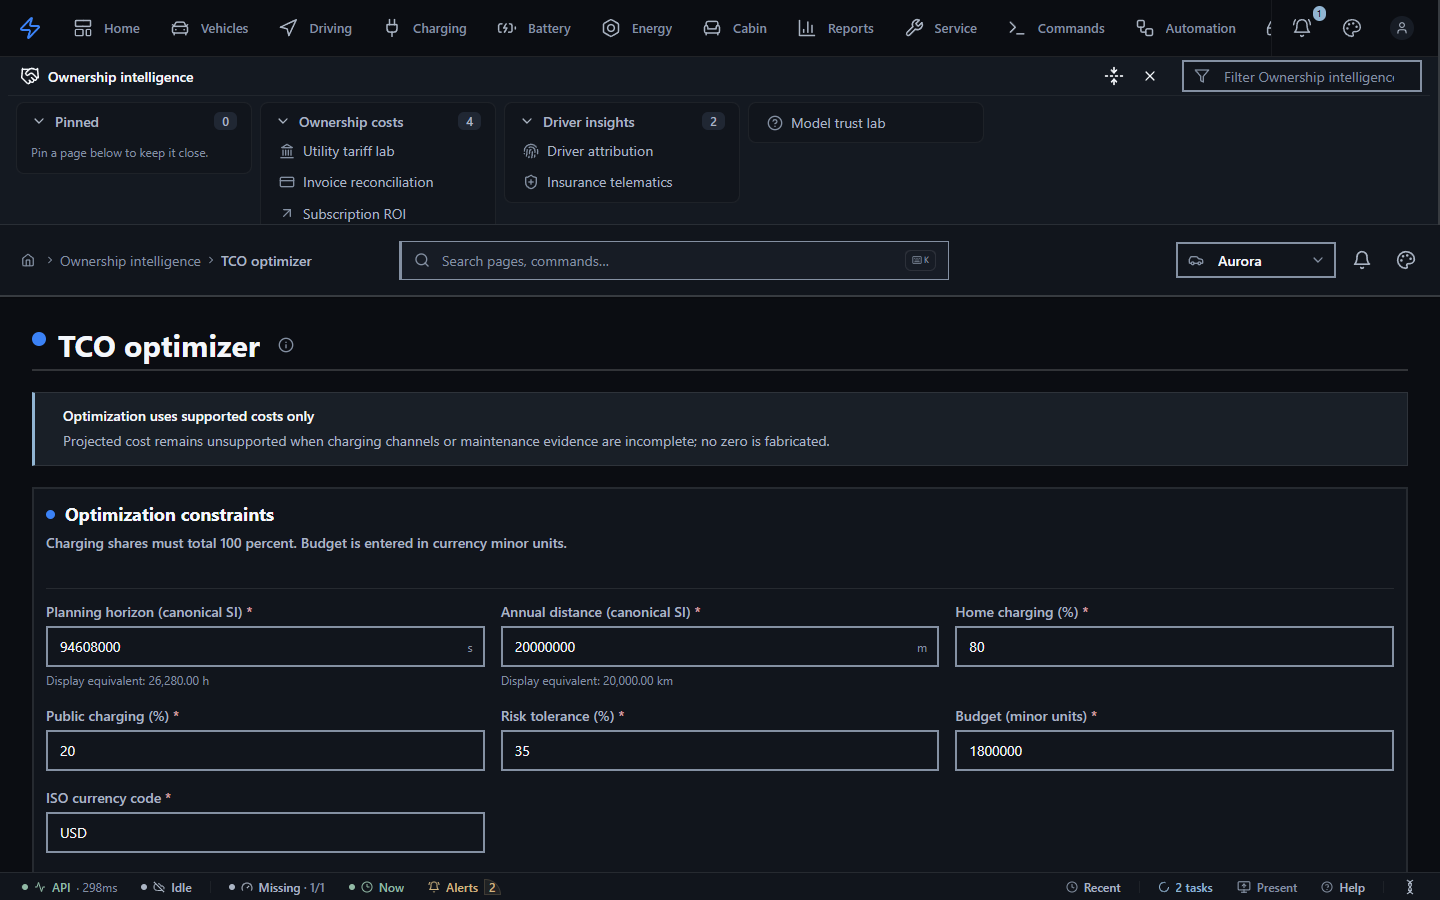 Home Vehicles Driving Charging Battery Energy Cabin Reports Service Commands Automation 1
Ownership intelligence Filter Ownership intelligence
Pinned 0
Pin a page below to keep it close.
Ownership costs 4
Utility tariff lab
Invoice reconciliation
Subscription ROI
Driver insights 2
Driver attribution
Insurance telematics
Model trust lab
Ownership intelligence TCO optimizer Search pages, commands... K Aurora
TCO optimizer
Optimization uses supported costs only
Projected cost remains unsupported when charging channels or maintenance evidence are incomplete; no zero is fabricated.
Optimization constraints
Charging shares must total 100 percent. Budget is entered in currency minor units.
Planning horizon (canonical SI) * Annual distance (canonical SI) * Home charging (%) *
94608000 s 20000000 m 80
Display equivalent: 26,280.00 h Display equivalent: 20,000.00 km
Public charging (%) * Risk tolerance (%) * Budget (minor units) *
20 35 1800000
ISO currency code *
USD
API · 298ms Idle Missing · 1/1 Now Alerts 2 Recent 2 tasks Present Help